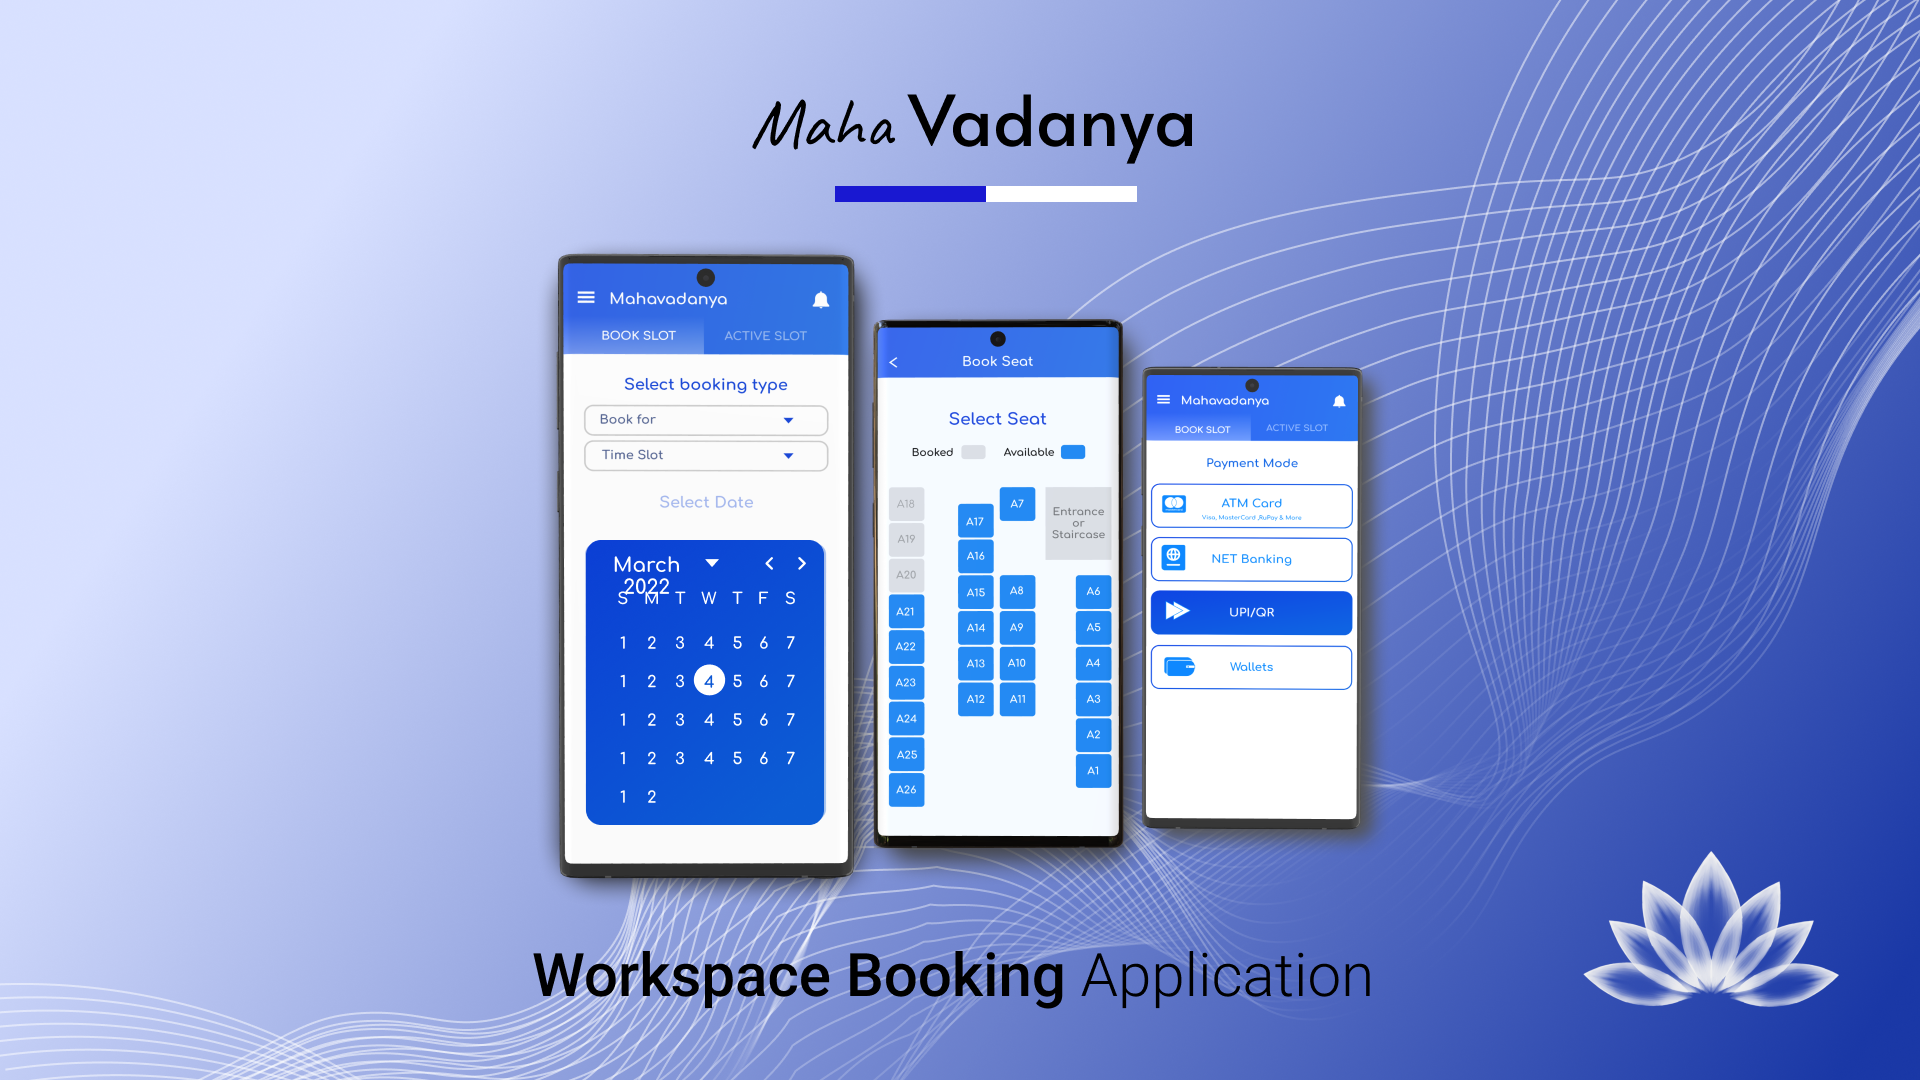 Maha Vadanya
Mahavadanya
BOOK SLOT ACTIVE SLOT
Select booking type
Book for
Time Slot
Select Date
March
2022
S M T W T F S
1 2 3 4 5 6 7
1 2 3 4 5 6 7
1 2 3 4 5 6 7
1 2 3 4 5 6 7
1 2
Book Seat
Select Seat
Booked Available
A18
A19
A20
A21
A22
A23
A24
A25
A26
A17
A16
A15
A14
A13
A12
A7
A8
A9
A10
A11
Entrance
or
Staircase
A6
A5
A4
A3
A2
A1
Mahavadanya
BOOK SLOT ACTIVE SLOT
Payment Mode
ATM Card
Visa, MasterCard ,RuPay & More
NET Banking
UPI/QR
Wallets
Workspace Booking Application